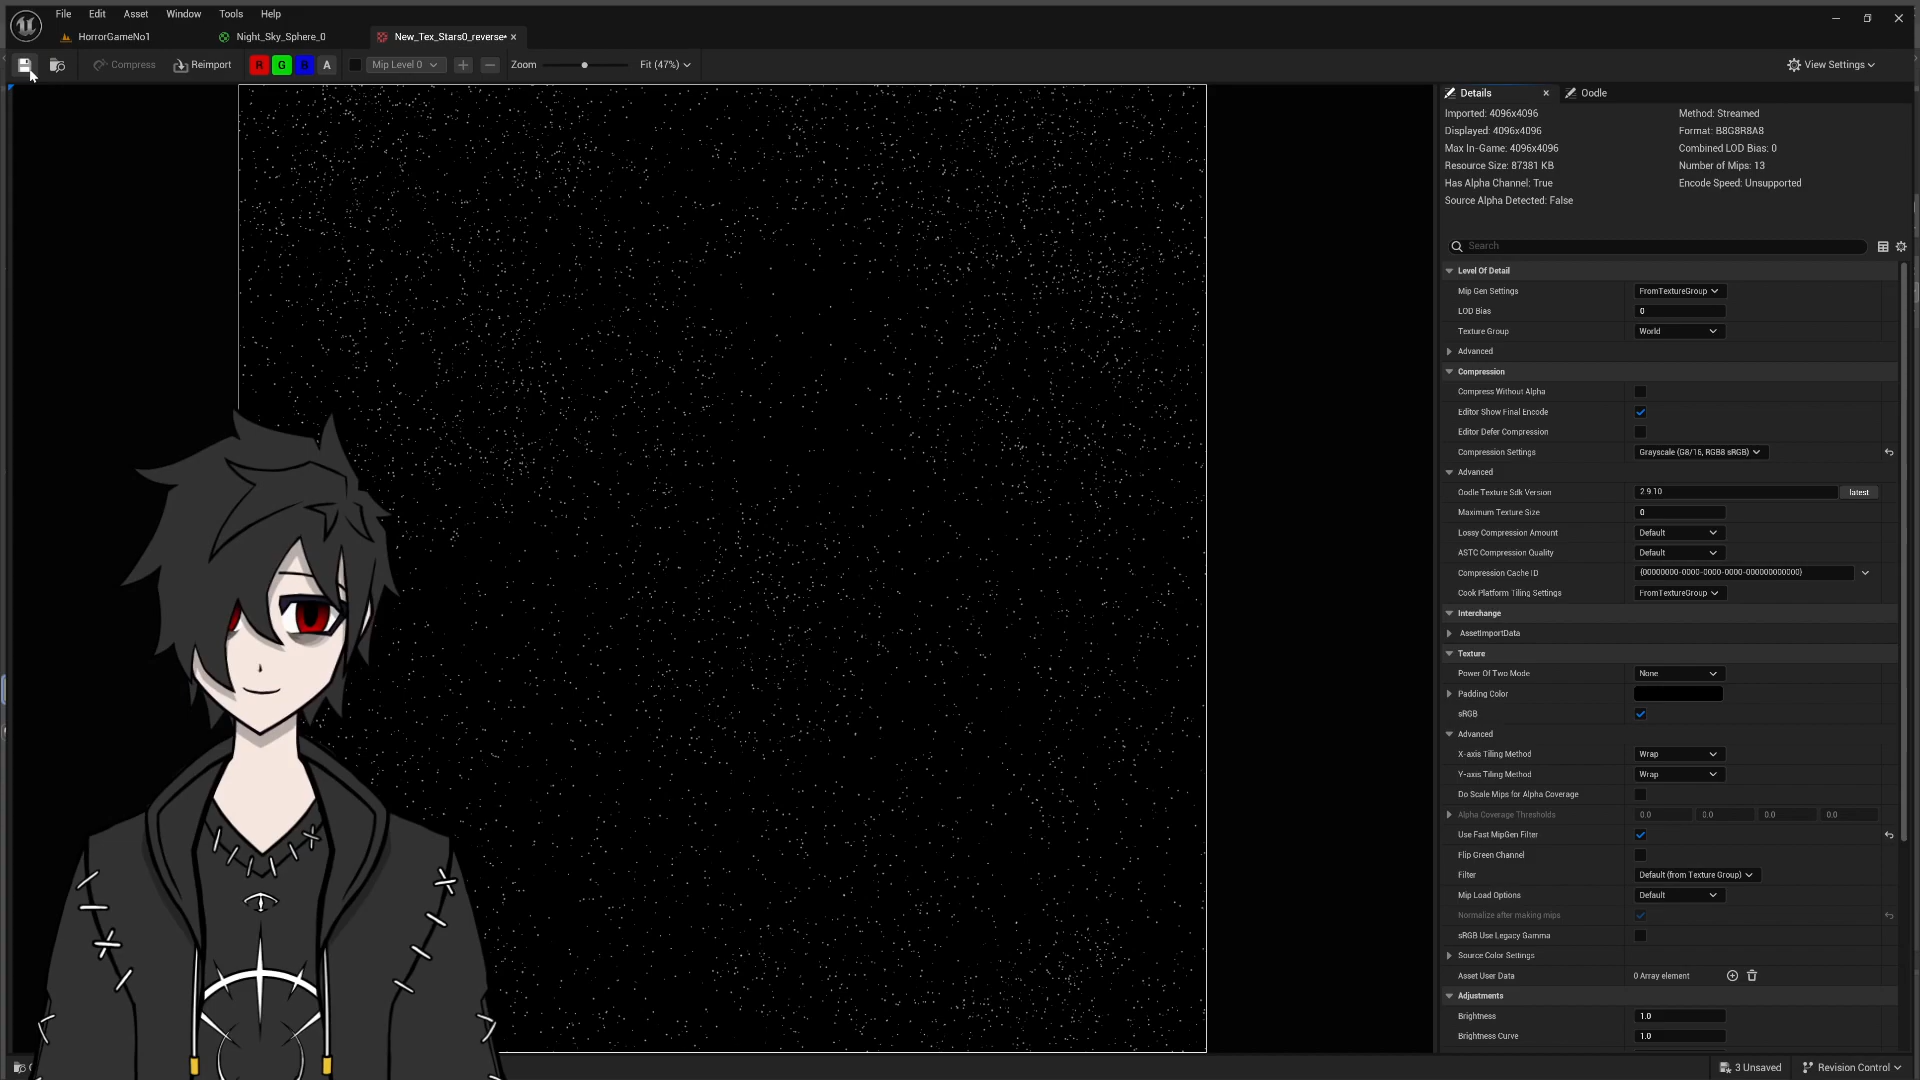 File Edit Asset Window Tools Help
HorrorGameNo1 Night_Sky_Sphere_0 New_Tex_Stars0_reverse*
Compress Reimport R G B A Mip Level 0 Zoom Fit (47%) View Settings
Details Oodle
Imported: 4096x4096 Method: Streamed
Displayed: 4096x4096 Format: B8G8R8A8
Max In-Game: 4096x4096 Combined LOD Bias: 0
Resource Size: 87381 KB Number of Mips: 13
Has Alpha Channel: True Encode Speed: Unsupported
Source Alpha Detected: False
Search
Level Of Detail
Mip Gen Settings FromTextureGroup
LOD Bias 0
Texture Group World
Advanced
Compression
Compress Without Alpha
Editor Show Final Encode
Editor Defer Compression
Compression Settings Grayscale (G8/16, RGB8 sRGB)
Advanced
Oodle Texture Sdk Version 2.9.10 latest
Maximum Texture Size 0
Lossy Compression Amount Default
ASTC Compression Quality Default
Compression Cache ID {00000000-0000-0000-0000-000000000000}
Cook Platform Tiling Settings FromTextureGroup
Interchange
AssetImportData
Texture
Power Of Two Mode None
Padding Color
sRGB
Advanced
X-axis Tiling Method Wrap
Y-axis Tiling Method Wrap
Do Scale Mips for Alpha Coverage
Alpha Coverage Thresholds 0.0 0.0 0.0 0.0
Use Fast MipGen Filter
Flip Green Channel
Filter Default (from Texture Group)
Mip Load Options Default
Normalize after making mips
sRGB Use Legacy Gamma
Source Color Settings
Asset User Data 0 Array element
Adjustments
Brightness 1.0
Brightness Curve 1.0
3 Unsaved Revision Control